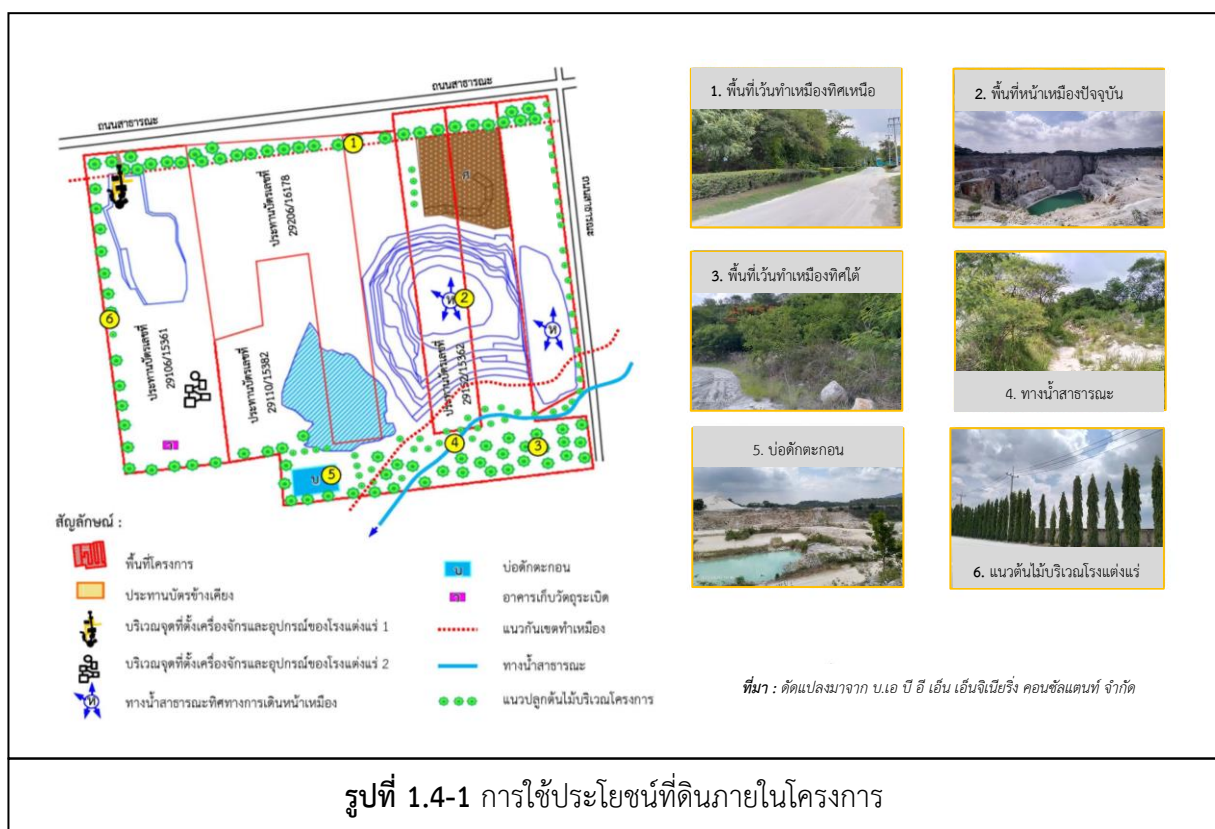 ถนนสาธารณะ
ถนนสาธารณะ
ถนนสาธารณะ
ประทานบัตรเลขที่
29206/16178
ประทานบัตรเลขที่
29106/15361
ประทานบัตรเลขที่
29110/15382
ประทานบัตรเลขที่
29152/15362
1
2
3
4
5
6
ท
ท
บ
1. พื้นที่เว้นทำเหมืองทิศเหนือ
2. พื้นที่หน้าเหมืองปัจจุบัน
3. พื้นที่เว้นทำเหมืองทิศใต้
4. ทางน้ำสาธารณะ
5. บ่อดักตะกอน
6. แนวต้นไม้บริเวณโรงแต่งแร่
สัญลักษณ์ :
พื้นที่โครงการ
ประทานบัตรข้างเคียง
บริเวณจุดที่ตั้งเครื่องจักรและอุปกรณ์ของโรงแต่งแร่ 1
บริเวณจุดที่ตั้งเครื่องจักรและอุปกรณ์ของโรงแต่งแร่ 2
ท
ทางน้ำสาธารณะทิศทางการเดินหน้าเหมือง
บ
บ่อดักตะกอน
อาคารเก็บวัตถุระเบิด
แนวกันเขตทำเหมือง
ทางน้ำสาธารณะ
แนวปลูกต้นไม้บริเวณโครงการ
ที่มา : ดัดแปลงมาจาก บ.เอ บี อี เอ็น เอ็นจิเนียริ่ง คอนซัลแตนท์ จำกัด
รูปที่ 1.4-1 การใช้ประโยชน์ที่ดินภายในโครงการ